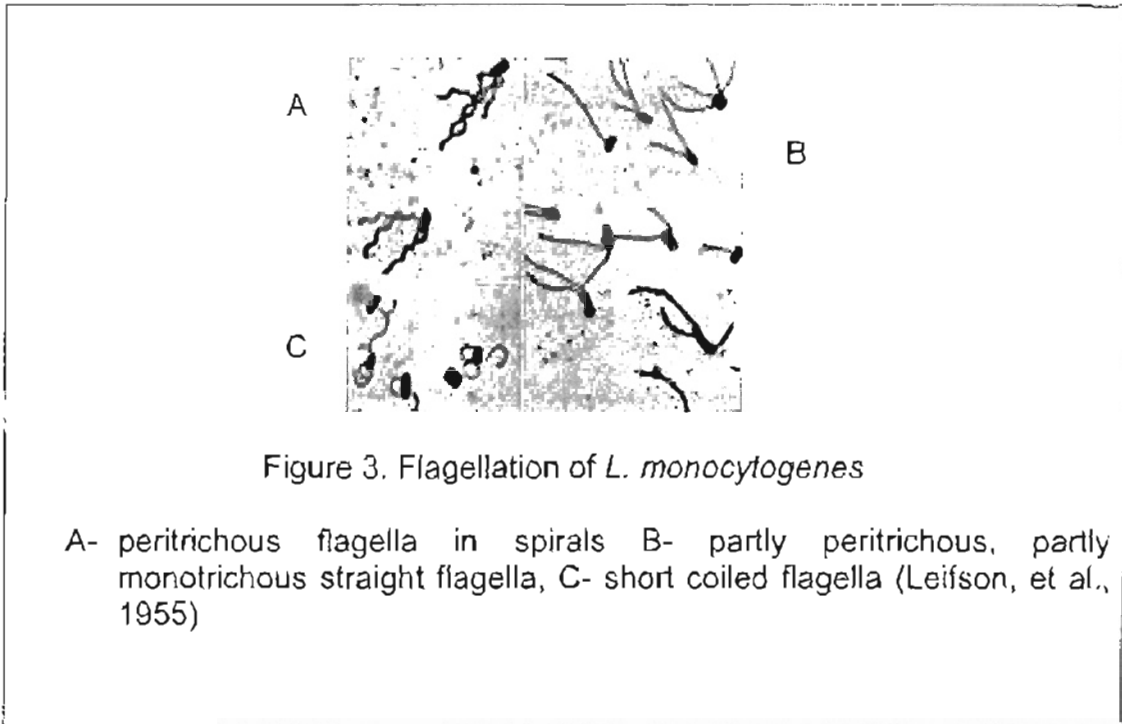 A
B
C
Figure 3. Flagellation of L. monocytogenes
A- peritrichous flagella in spirals B- partly peritrichous, partly
monotrichous straight flagella, C- short coiled flagella (Leifson, et al.,
1955)